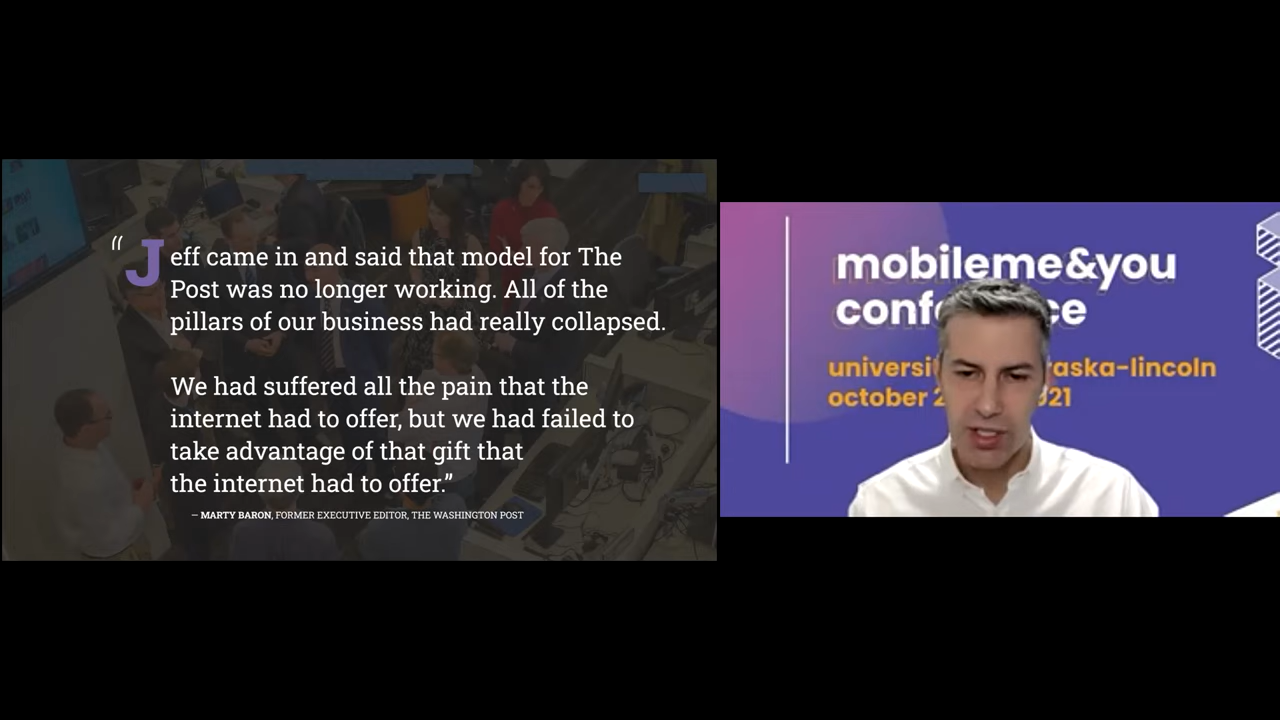 “Jeff came in and said that model for The
Post was no longer working. All of the
pillars of our business had really collapsed.
We had suffered all the pain that the
internet had to offer, but we had failed to
take advantage of that gift that
the internet had to offer.”
— MARTY BARON, FORMER EXECUTIVE EDITOR, THE WASHINGTON POST
mobileme&you
conf ce
universi aska-lincoln
october 2 21